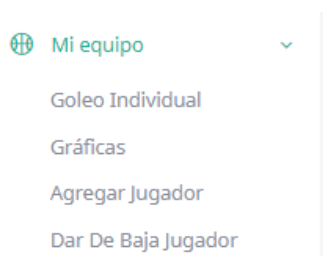 Mi equipo
Goleo Individual
Gráficas
Agregar Jugador
Dar De Baja Jugador